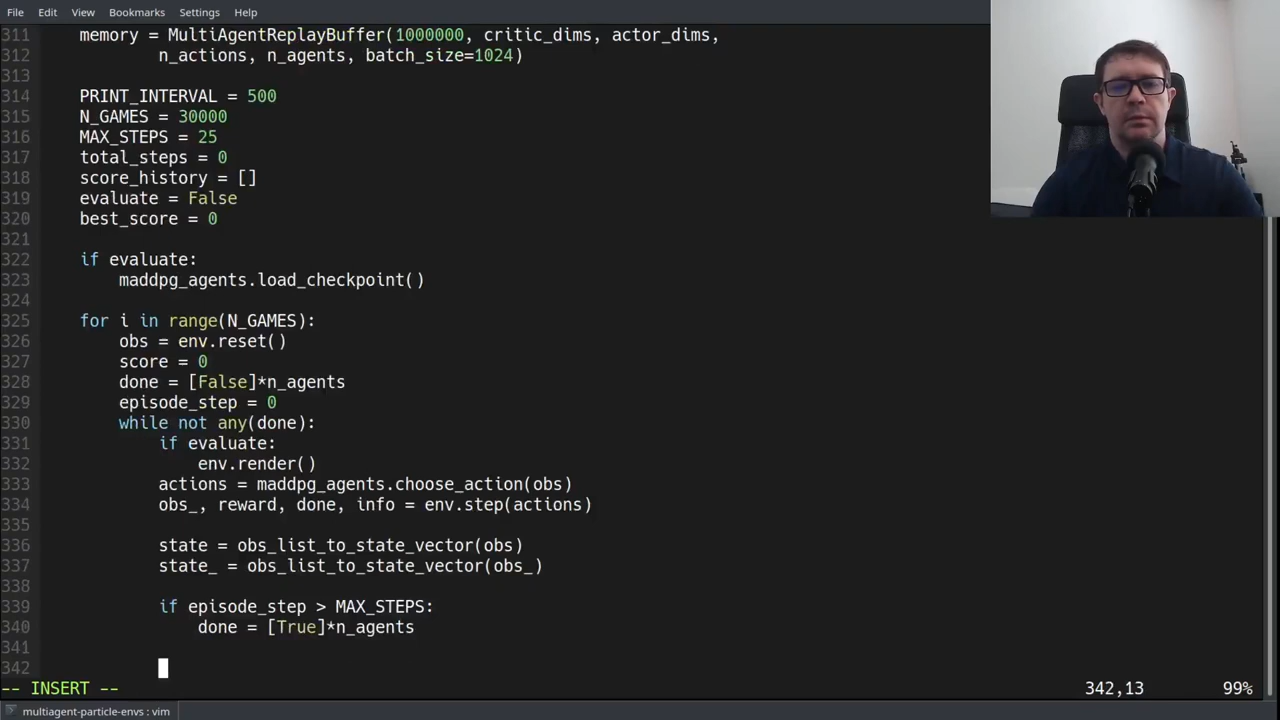 File Edit View Bookmarks Settings Help
311 memory = MultiAgentReplayBuffer(1000000, critic_dims, actor_dims,
312 n_actions, n_agents, batch_size=1024)
313
314 PRINT_INTERVAL = 500
315 N_GAMES = 30000
316 MAX_STEPS = 25
317 total_steps = 0
318 score_history = []
319 evaluate = False
320 best_score = 0
321
322 if evaluate:
323 maddpg_agents.load_checkpoint()
324
325 for i in range(N_GAMES):
326 obs = env.reset()
327 score = 0
328 done = [False]*n_agents
329 episode_step = 0
330 while not any(done):
331 if evaluate:
332 env.render()
333 actions = maddpg_agents.choose_action(obs)
334 obs_, reward, done, info = env.step(actions)
335
336 state = obs_list_to_state_vector(obs)
337 state_ = obs_list_to_state_vector(obs_)
338
339 if episode_step > MAX_STEPS:
340 done = [True]*n_agents
341
342
-- INSERT -- 342,13 99%
multiagent-particle-envs : vim